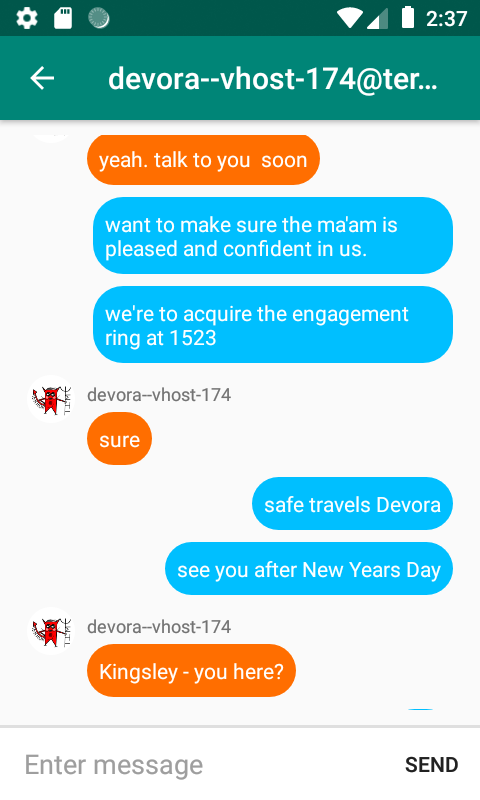 2:37
devora--vhost-174@ter...
yeah. talk to you  soon
want to make sure the ma'am is
pleased and confident in us.
we're to acquire the engagement
ring at 1523
devora--vhost-174
sure
safe travels Devora
see you after New Years Day
devora--vhost-174
Kingsley - you here?
Enter message
SEND